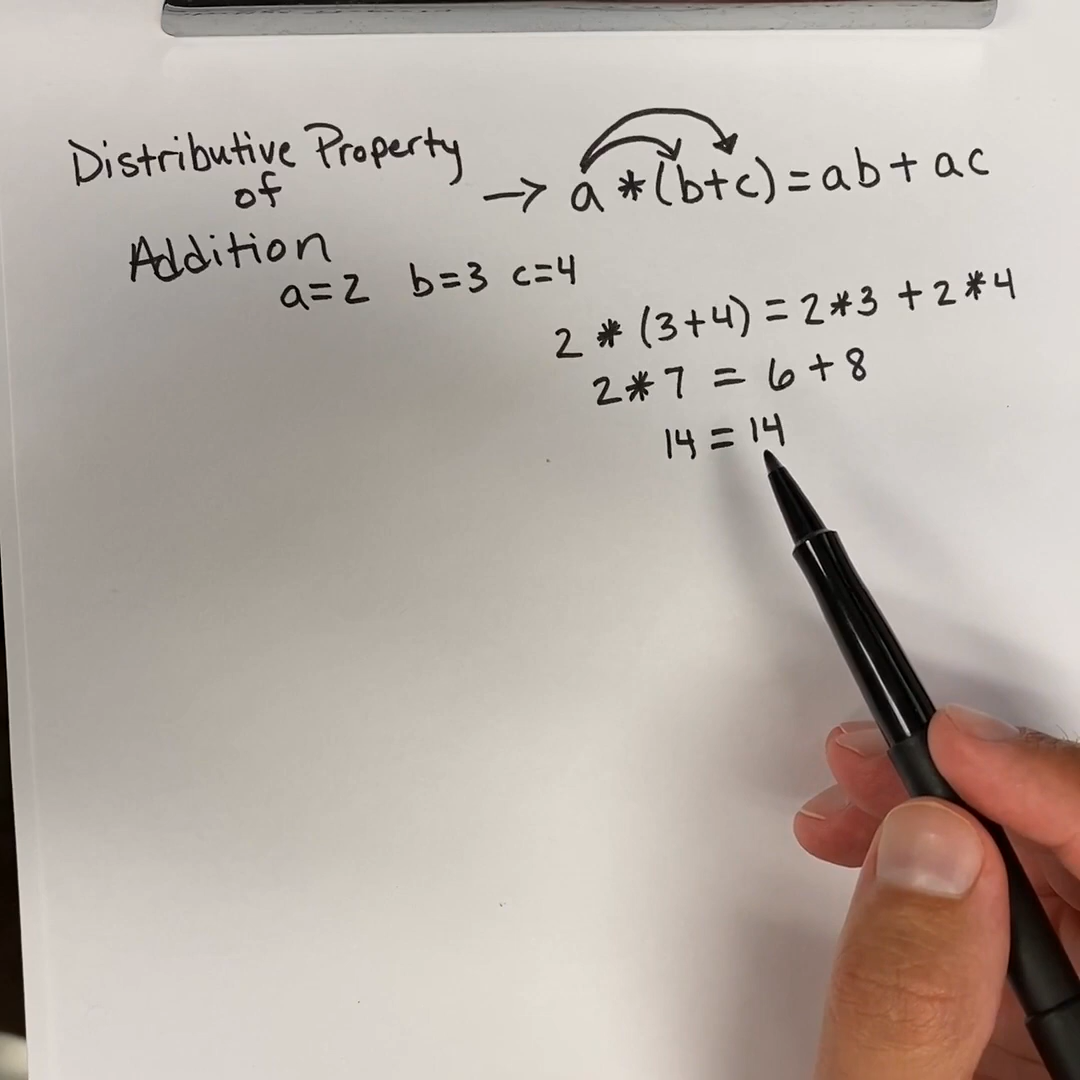 Distributive Property
of
Addition
→ a * (b+c) = ab + ac
a=2 b=3 c=4
2 * (3+4) = 2*3 + 2*4
2*7 = 6+8
14 = 14